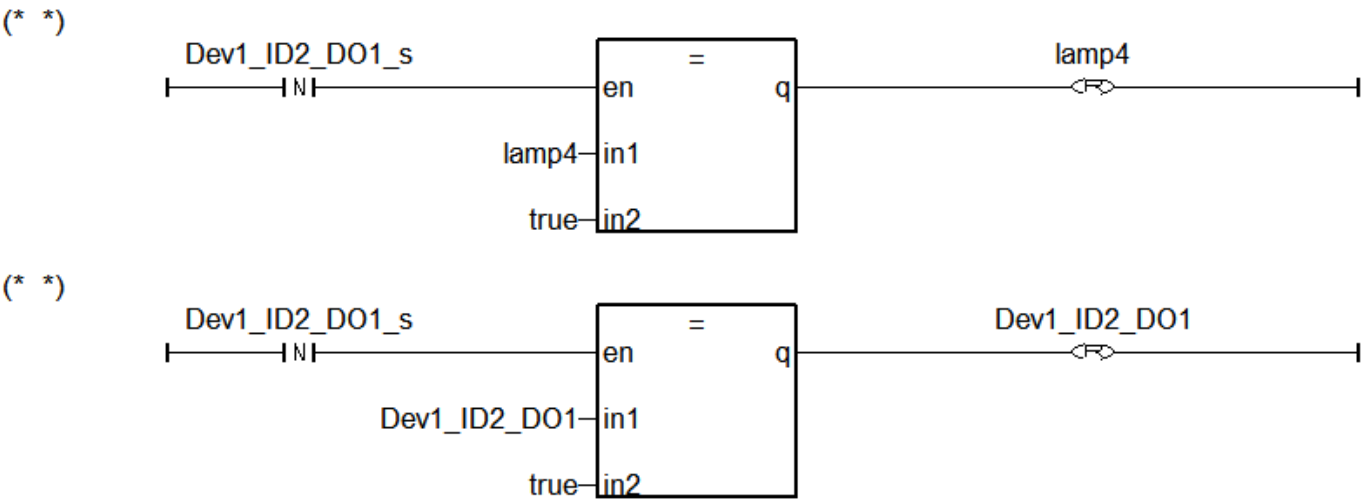 (* *)
Dev1_ID2_DO1_s
=
lamp4
N
en
q
R
lamp4
in1
true
in2
(* *)
Dev1_ID2_DO1_s
=
Dev1_ID2_DO1
N
en
q
R
Dev1_ID2_DO1
in1
true
in2